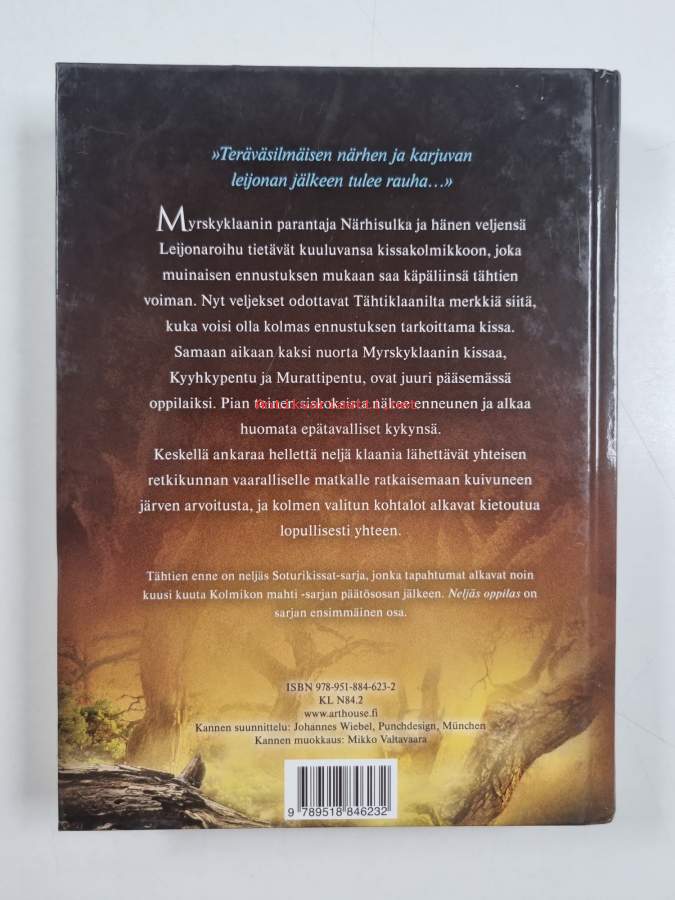 »Teräväsilmäisen närhen ja karjuvan
leijonan jälkeen tulee rauha…»
Myrskyklaanin parantaja Närhisulka ja hänen veljensä
Leijonaroihu tietävät kuuluvansa kissakolmikkoon, joka
muinaisen ennustuksen mukaan saa käpäliinsä tähtien
voiman. Nyt veljekset odottavat Tähtiklaanilta merkkiä siitä,
kuka voisi olla kolmas ennustuksen tarkoittama kissa.
Samaan aikaan kaksi nuorta Myrskyklaanin kissaa,
Kyyhkypentu ja Murattipentu, ovat juuri pääsemässä
oppilaiksi. Pian toinen siskoksista näkee enneunen ja alkaa
huomata epätavalliset kykynsä.
Keskellä ankaraa hellettä neljä klaania lähettävät yhteisen
retkikunnan vaaralliselle matkalle ratkaisemaan kuivuneen
järven arvoitusta, ja kolmen valitun kohtalot alkavat kietoutua
lopullisesti yhteen.
Tähtien enne on neljäs Soturikissat-sarja, jonka tapahtumat alkavat noin
kuusi kuuta Kolmikon mahti -sarjan päätösosan jälkeen. Neljäs oppilas on
sarjan ensimmäinen osa.
ISBN 978-951-884-623-2
KL N84.2
www.arthouse.fi
Kannen suunnittelu: Johannes Wiebel, Punchdesign, München
Kannen muokkaus: Mikko Valtavaara
9 789518 846232